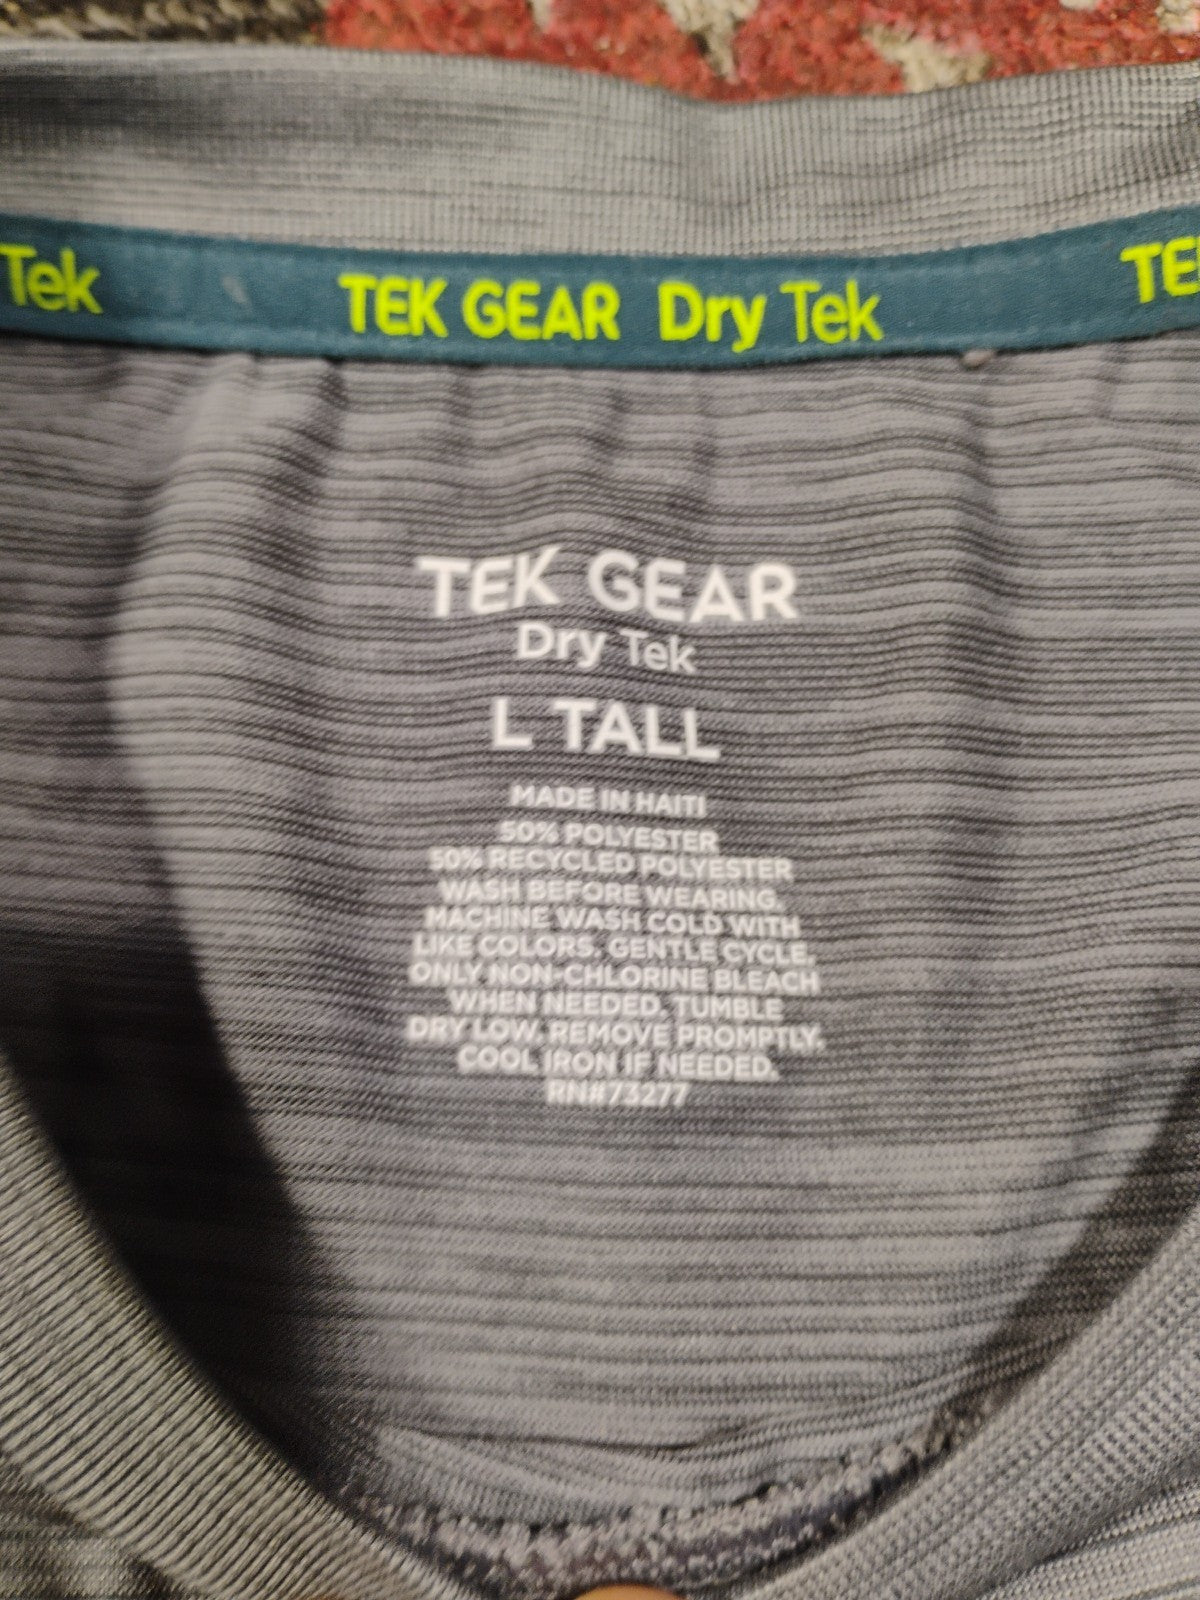 Tek TEK GEAR Dry Tek TE
TEK GEAR
Dry Tek
L TALL
MADE IN HAITI
50% POLYESTER
50% RECYCLED POLYESTER
WASH BEFORE WEARING.
MACHINE WASH COLD WITH
LIKE COLORS. GENTLE CYCLE.
ONLY NON-CHLORINE BLEACH
WHEN NEEDED. TUMBLE
DRY LOW. REMOVE PROMPTLY.
COOL IRON IF NEEDED.
RN#73277